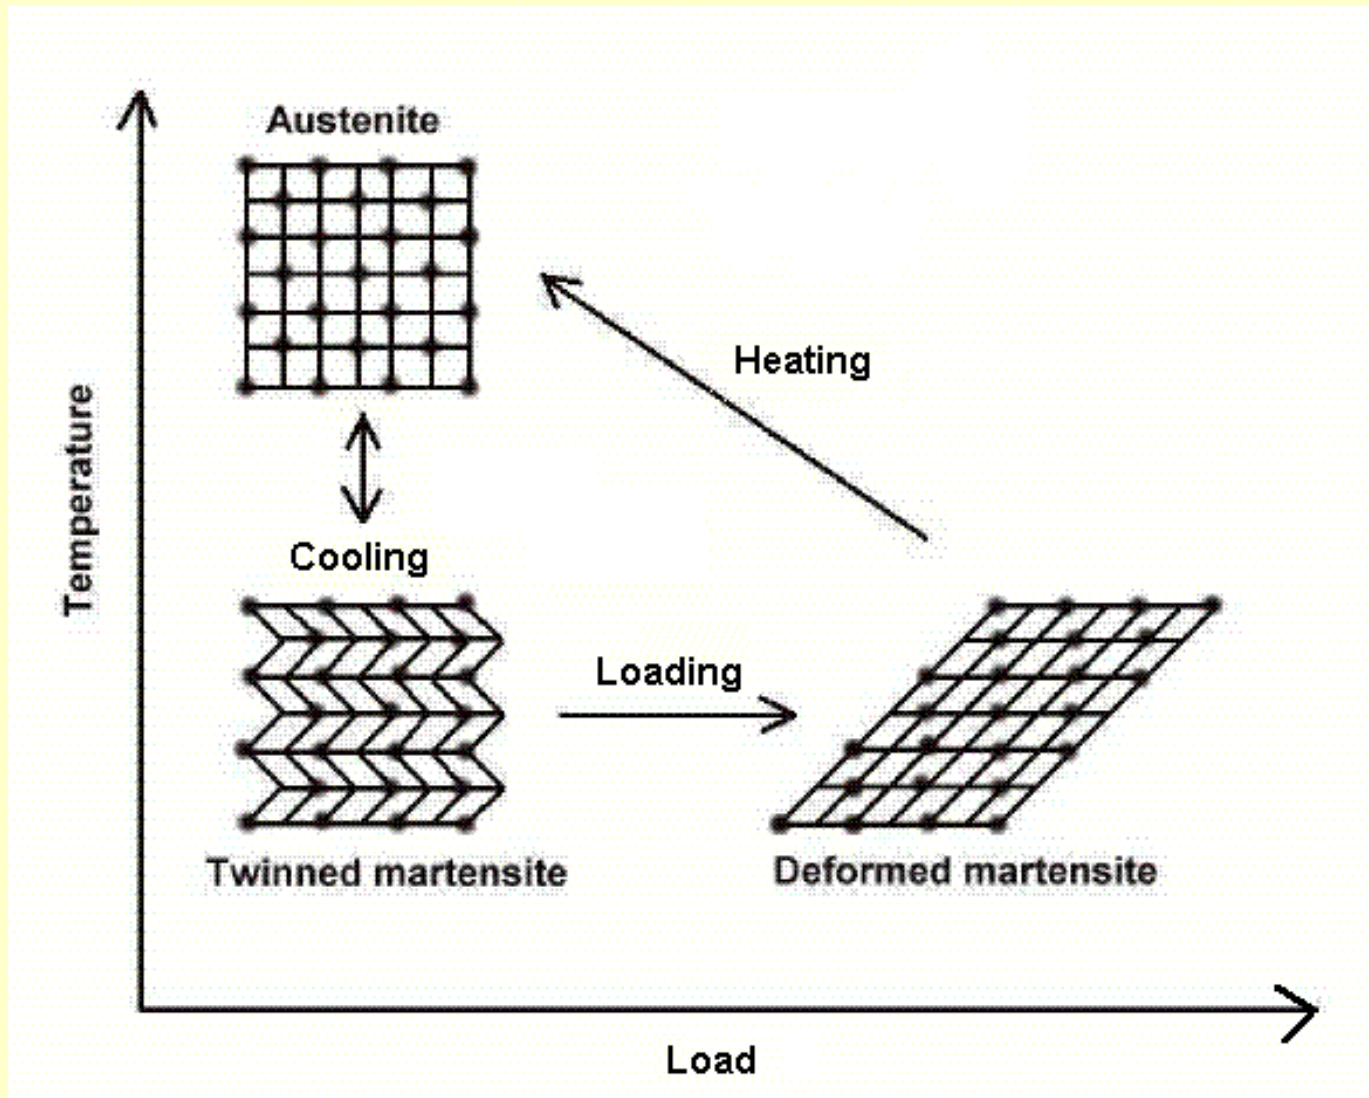 Austenite
Heating
Temperature
Cooling
Loading
Twinned martensite
Deformed martensite
Load